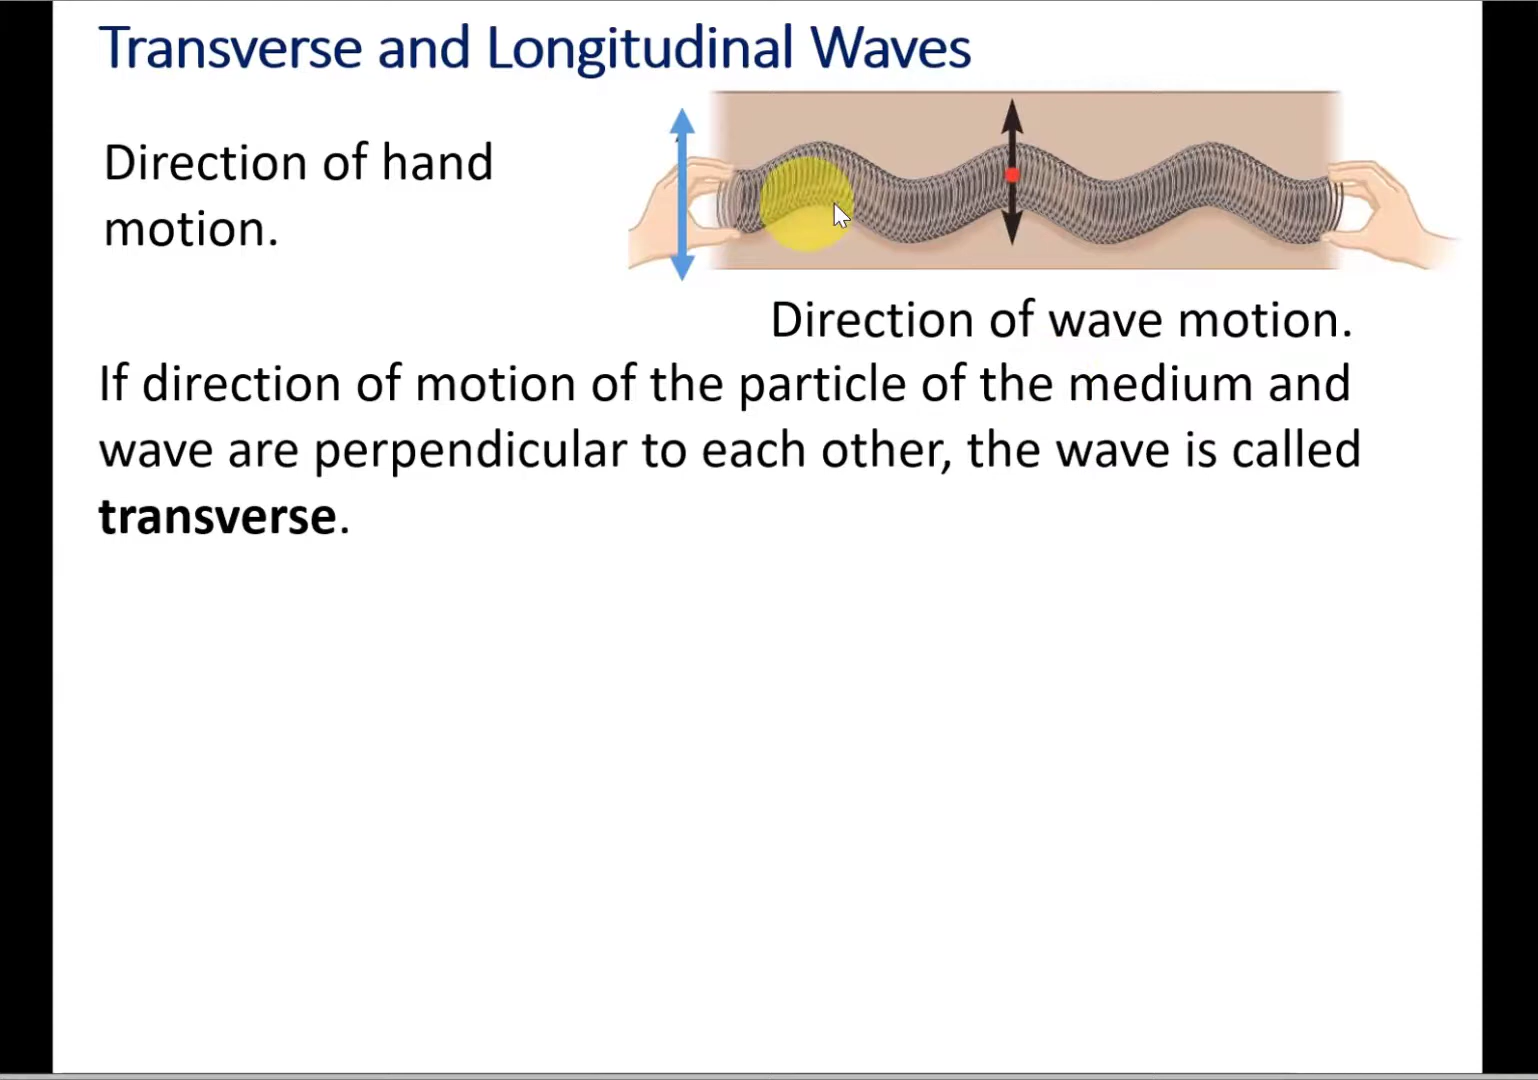 Transverse and Longitudinal Waves
Direction of hand
motion.
Direction of wave motion.
If direction of motion of the particle of the medium and
wave are perpendicular to each other, the wave is called
transverse.